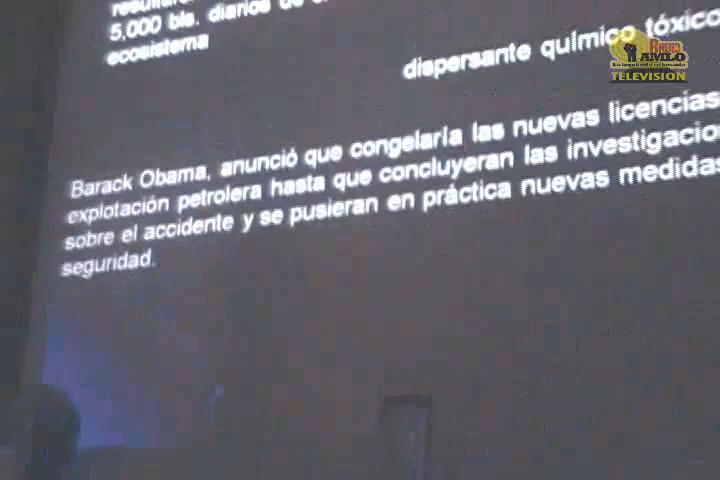 5,000 bls. diarios de
ecosistema
dispersante químico tóxico
Barack Obama, anunció que congelaría las nuevas licencias
explotación petrolera hasta que concluyeran las
sobre el accidente y se pusieran en práctica nuevas medidas
seguridad.
AMLO
TELEVISION